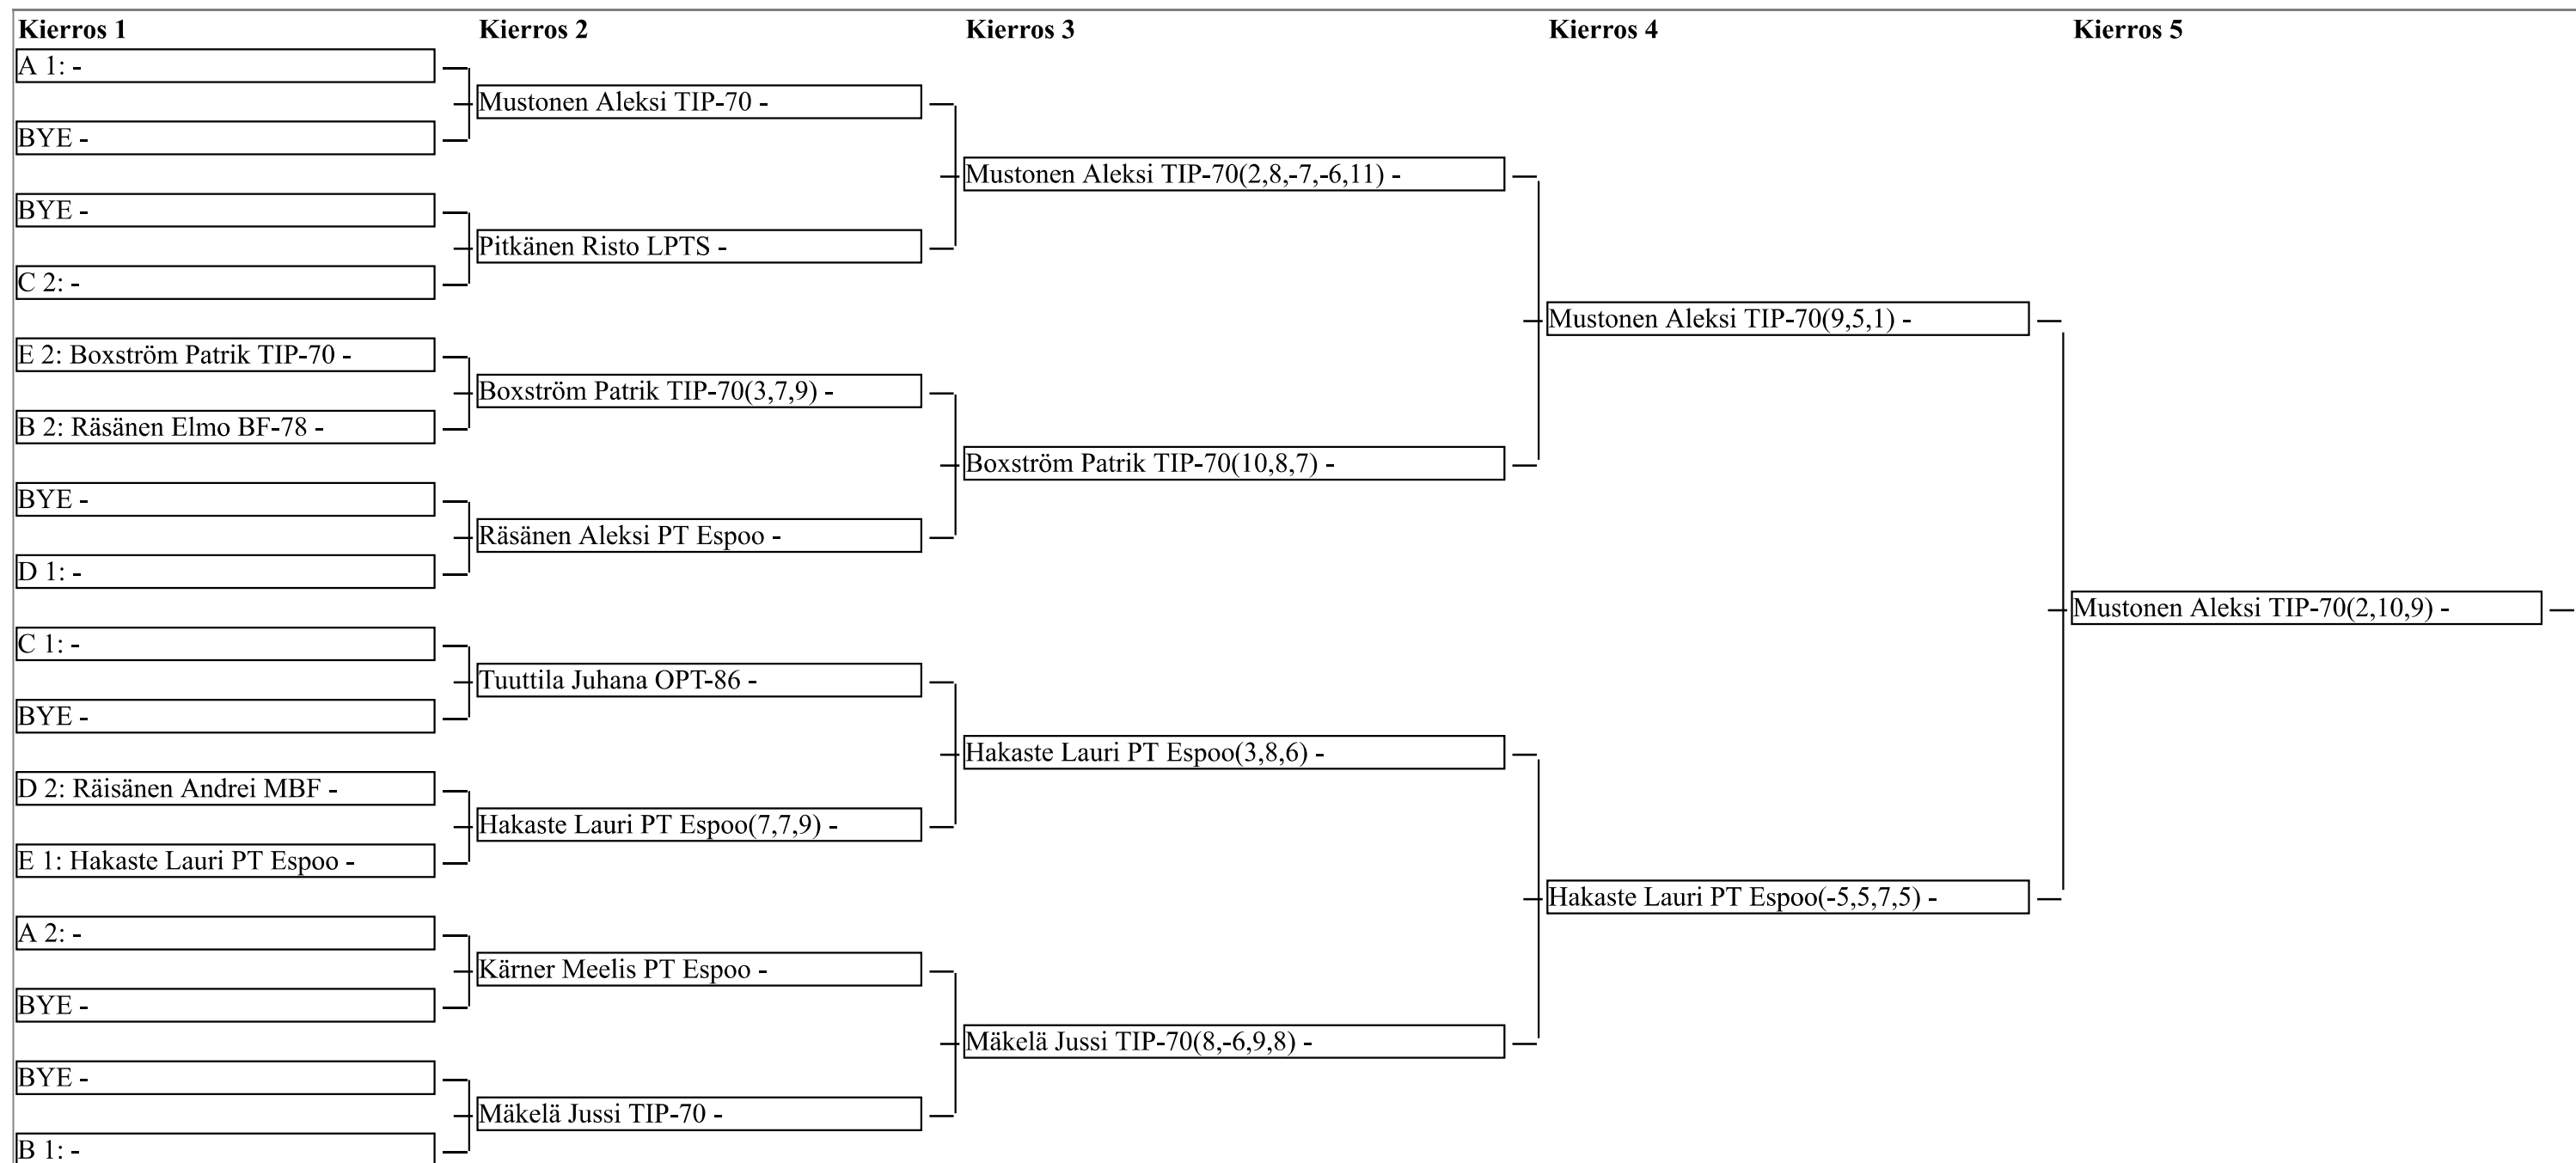 Kierros 1 Kierros 2 Kierros 3 Kierros 4 Kierros 5
A 1: -
Mustonen Aleksi TIP-70 -
BYE -
Mustonen Aleksi TIP-70(2,8,-7,-6,11) -
BYE -
Pitkänen Risto LPTS -
C 2: -
Mustonen Aleksi TIP-70(9,5,1) -
E 2: Boxström Patrik TIP-70 -
Boxström Patrik TIP-70(3,7,9) -
B 2: Räsänen Elmo BF-78 -
Boxström Patrik TIP-70(10,8,7) -
BYE -
Räsänen Aleksi PT Espoo -
D 1: -
Mustonen Aleksi TIP-70(2,10,9) -
C 1: -
Tuuttila Juhana OPT-86 -
BYE -
Hakaste Lauri PT Espoo(3,8,6) -
D 2: Räisänen Andrei MBF -
Hakaste Lauri PT Espoo(7,7,9) -
E 1: Hakaste Lauri PT Espoo -
Hakaste Lauri PT Espoo(-5,5,7,5) -
A 2: -
Kärner Meelis PT Espoo -
BYE -
Mäkelä Jussi TIP-70(8,-6,9,8) -
BYE -
Mäkelä Jussi TIP-70 -
B 1: -